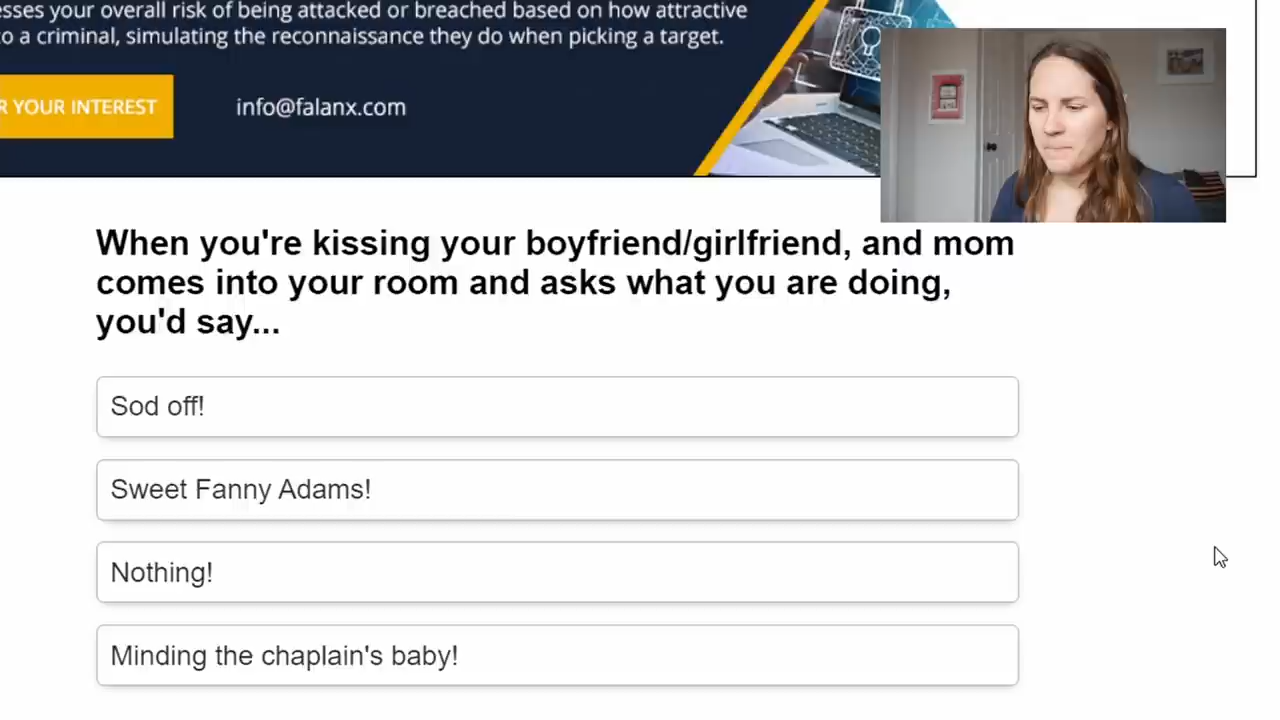 esses your overall risk of being attacked or breached based on how attractive
o a criminal, simulating the reconnaissance they do when picking a target.
R YOUR INTEREST
info@falanx.com
When you're kissing your boyfriend/girlfriend, and mom
comes into your room and asks what you are doing,
you'd say...
Sod off!
Sweet Fanny Adams!
Nothing!
Minding the chaplain's baby!